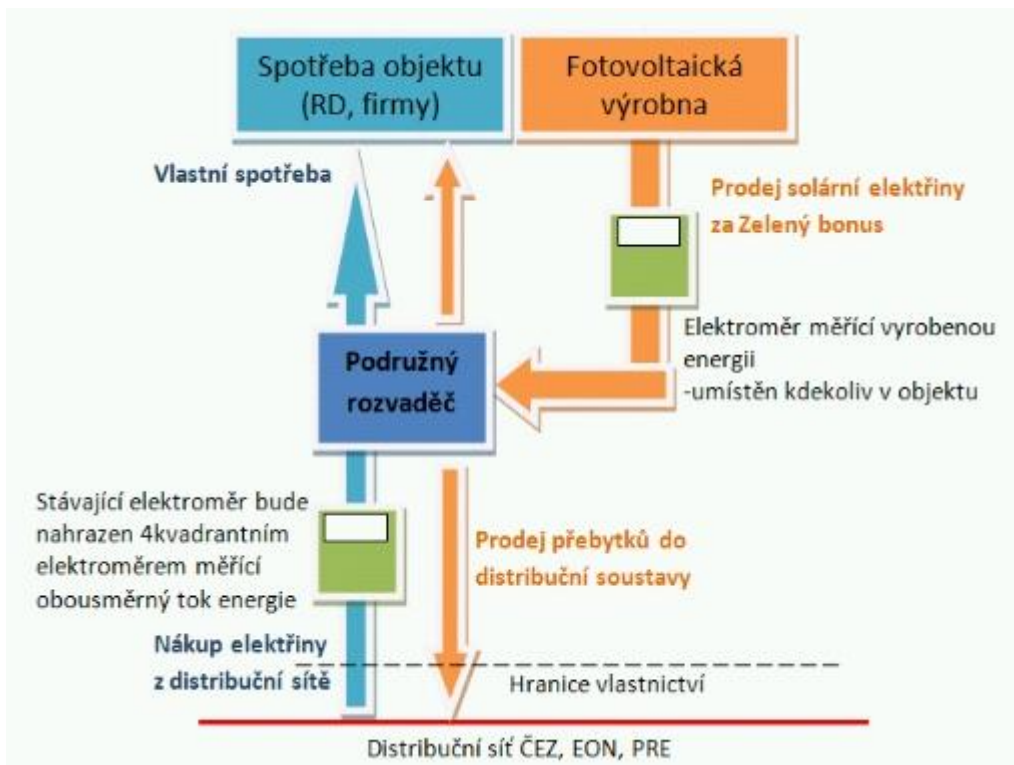 Spotřeba objektu
(RD, firmy)
Fotovoltaická
výrobna
Vlastní spotřeba
Prodej solární elektřiny
za Zelený bonus
Elektroměr měřící vyrobenou
energii
-umístěn kdekoliv v objektu
Podružný
rozvaděč
Stávající elektroměr bude
nahrazen 4kvadrantním
elektroměrem měřící
obousměrný tok energie
Prodej přebytků do
distribuční soustavy
Nákup elektřiny
z distribuční sítě
Hranice vlastnictví
Distribuční síť ČEZ, EON, PRE